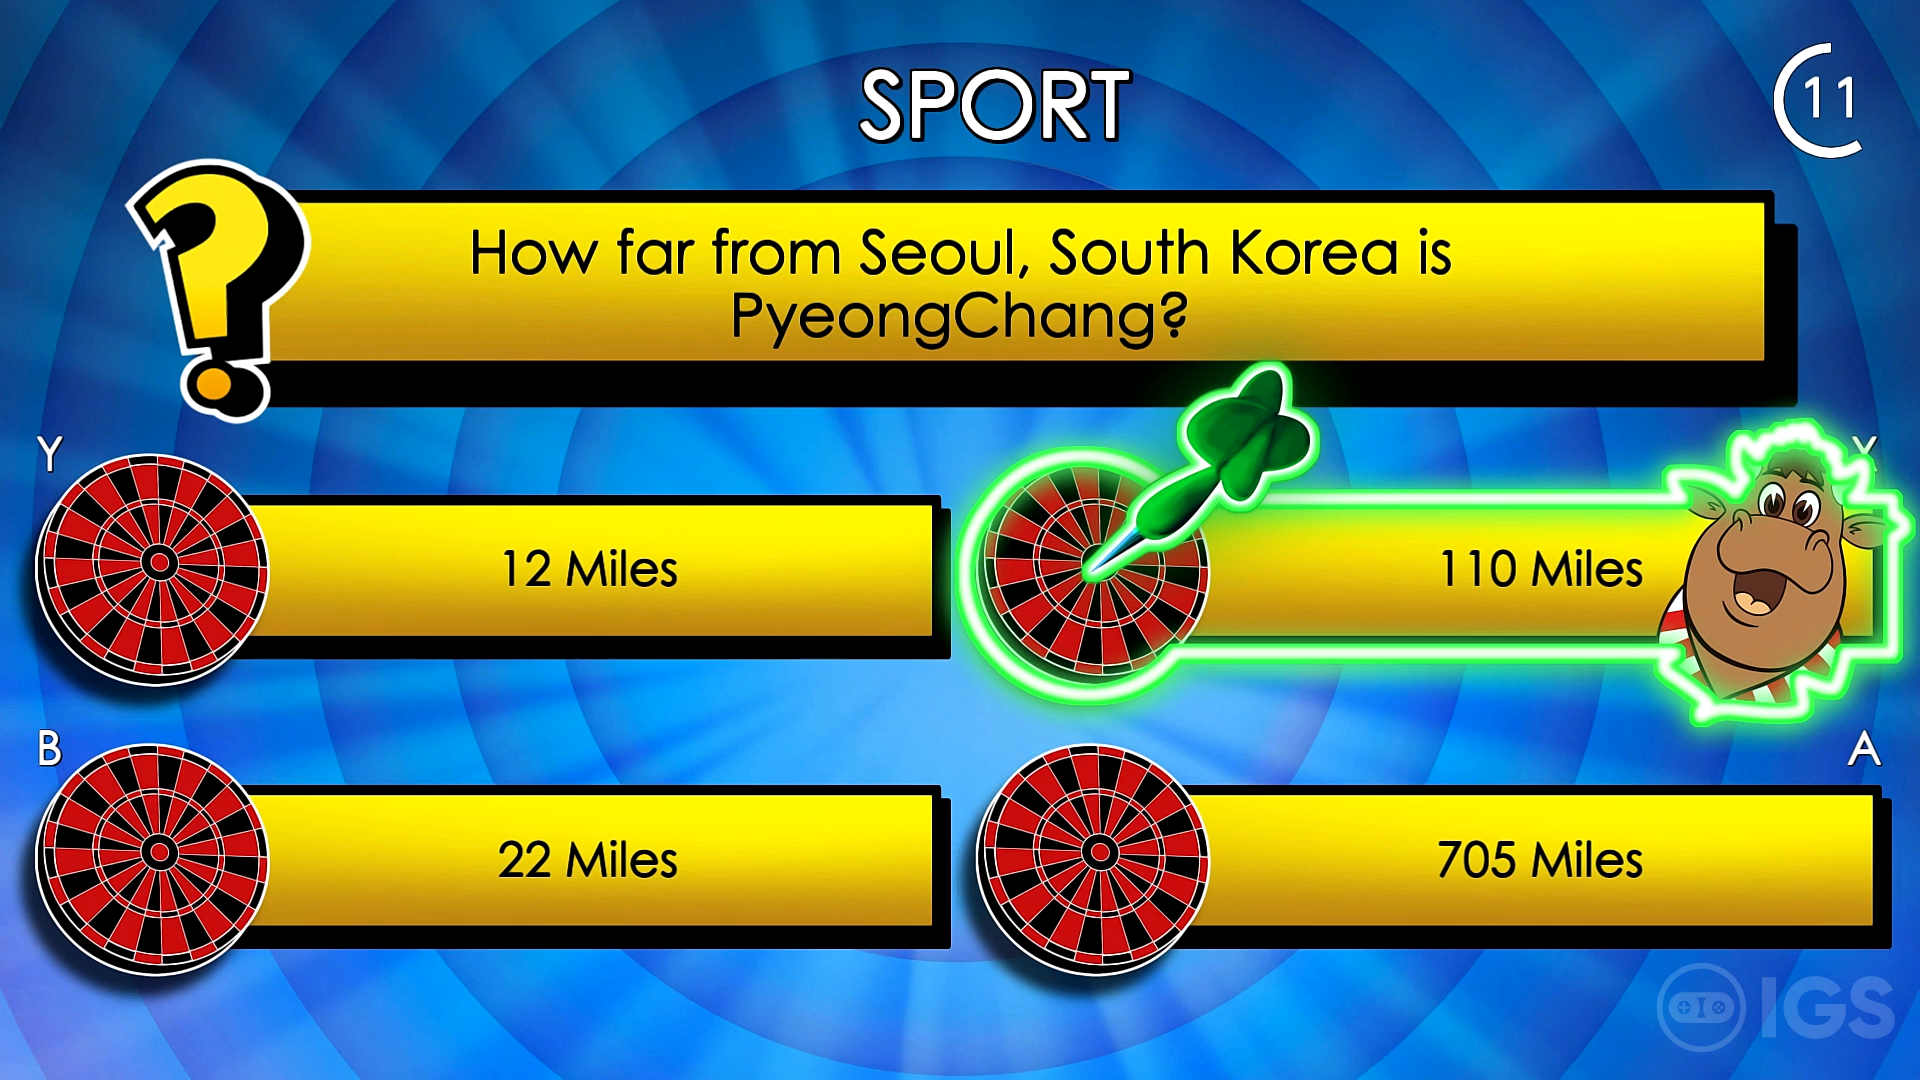 SPORT
11
How far from Seoul, South Korea is
PyeongChang?
Y
12 Miles
X
110 Miles
B
22 Miles
A
705 Miles
IGS